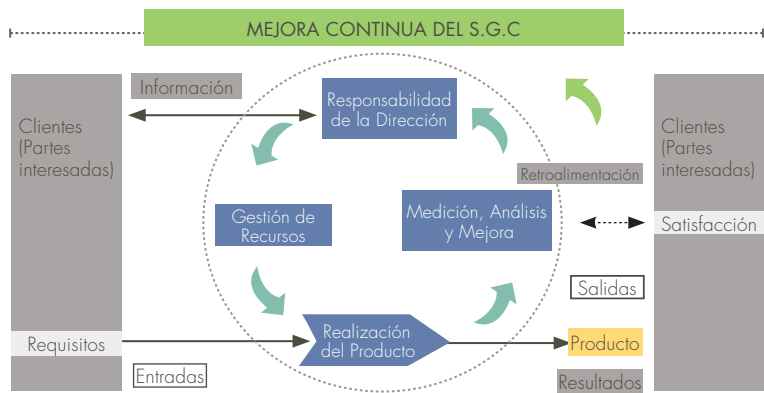 MEJORA CONTINUA DEL S.G.C
Información
Responsabilidad
de la Dirección
Clientes
(Partes
interesadas)
Clientes
(Partes
interesadas)
Retroalimentación
Gestión de
Recursos
Medición, Análisis
y Mejora
Satisfacción
Salidas
Requisitos
Realización
del Producto
Producto
Entradas
Resultados